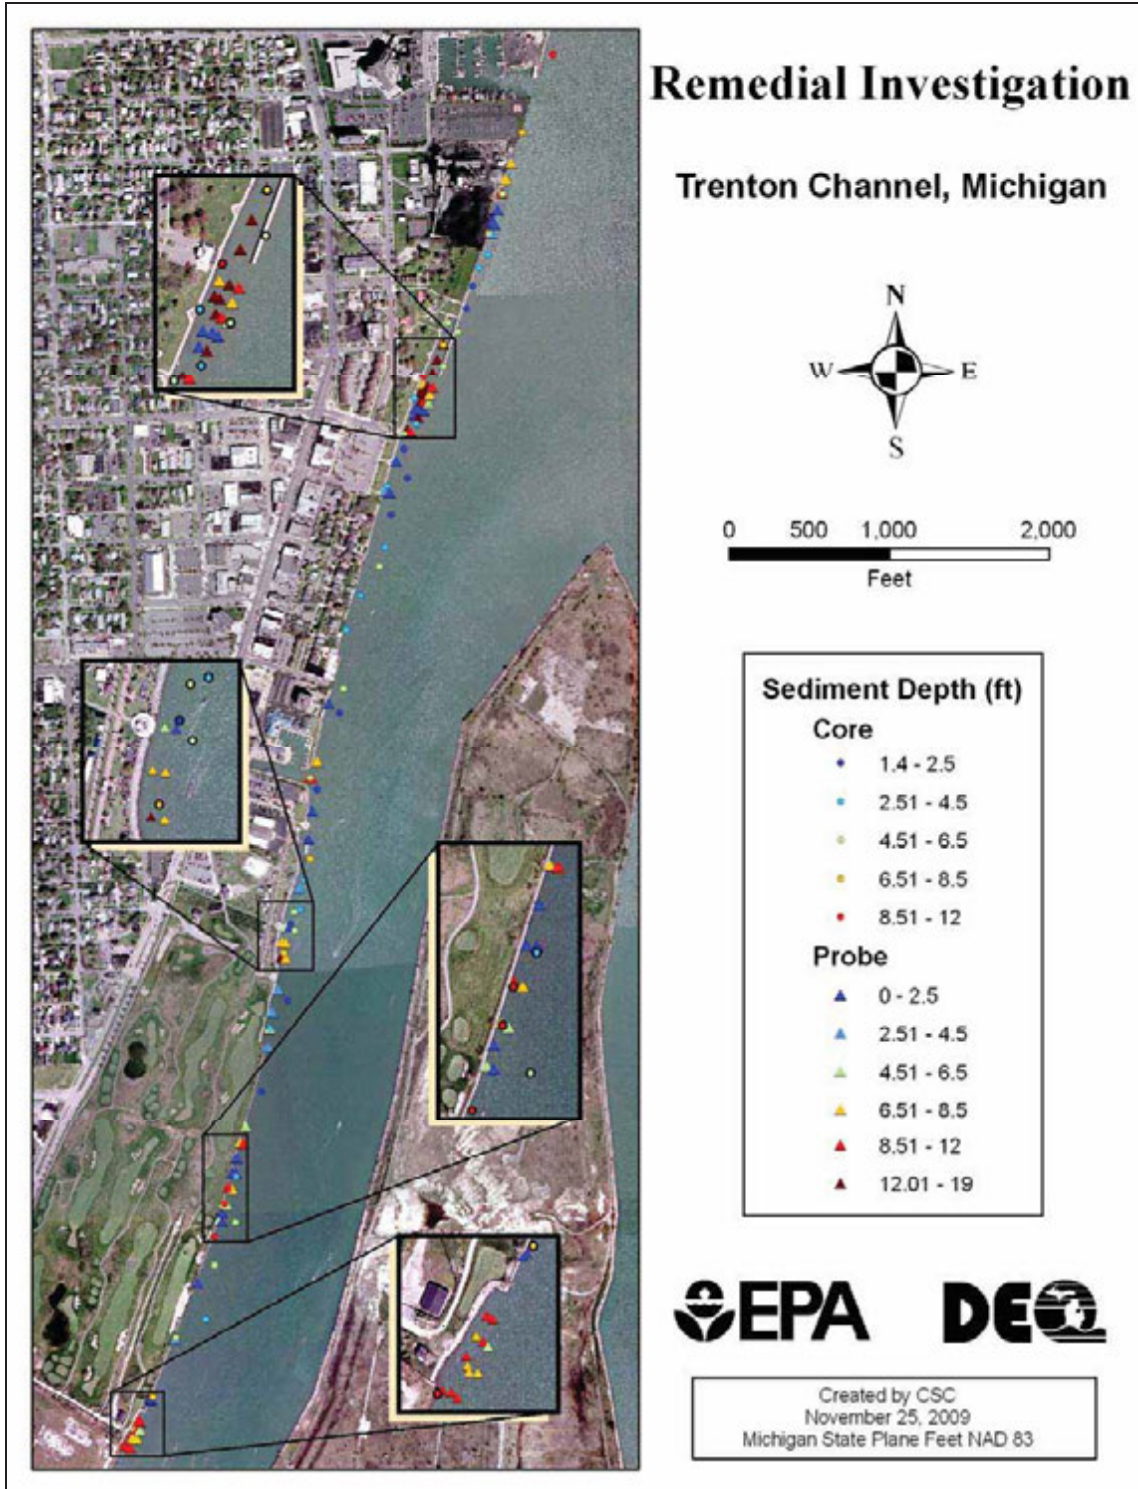 Remedial Investigation
Trenton Channel, Michigan
N
W E
S
0 500 1,000 2,000
Feet
Sediment Depth (ft)
Core
1.4 - 2.5
2.51 - 4.5
4.51 - 6.5
6.51 - 8.5
8.51 - 12
Probe
0 - 2.5
2.51 - 4.5
4.51 - 6.5
6.51 - 8.5
8.51 - 12
12.01 - 19
EPA DEQ
Created by CSC
November 25, 2009
Michigan State Plane Feet NAD 83